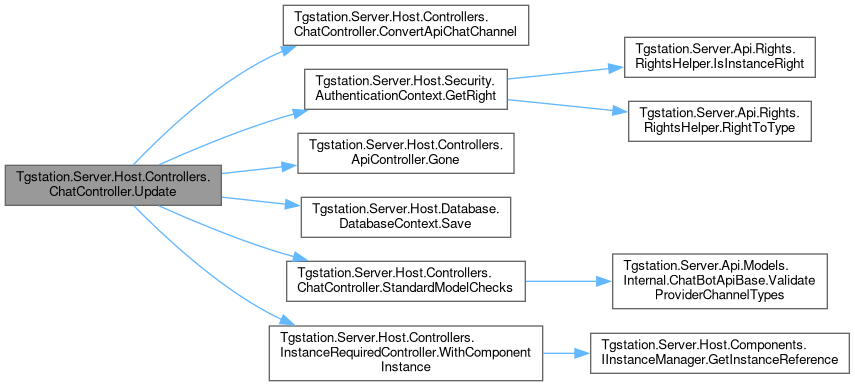 Tgstation.Server.Host.Controllers.
ChatController.Update
Tgstation.Server.Host.Controllers.
ChatController.ConvertApiChatChannel
Tgstation.Server.Host.Security.
AuthenticationContext.GetRight
Tgstation.Server.Api.Rights.
RightsHelper.IsInstanceRight
Tgstation.Server.Api.Rights.
RightsHelper.RightToType
Tgstation.Server.Host.Controllers.
ApiController.Gone
Tgstation.Server.Host.Database.
DatabaseContext.Save
Tgstation.Server.Host.Controllers.
ChatController.StandardModelChecks
Tgstation.Server.Api.Models.
Internal.ChatBotApiBase.Validate
ProviderChannelTypes
Tgstation.Server.Host.Controllers.
InstanceRequiredController.WithComponent
Instance
Tgstation.Server.Host.Components.
IInstanceManager.GetInstanceReference